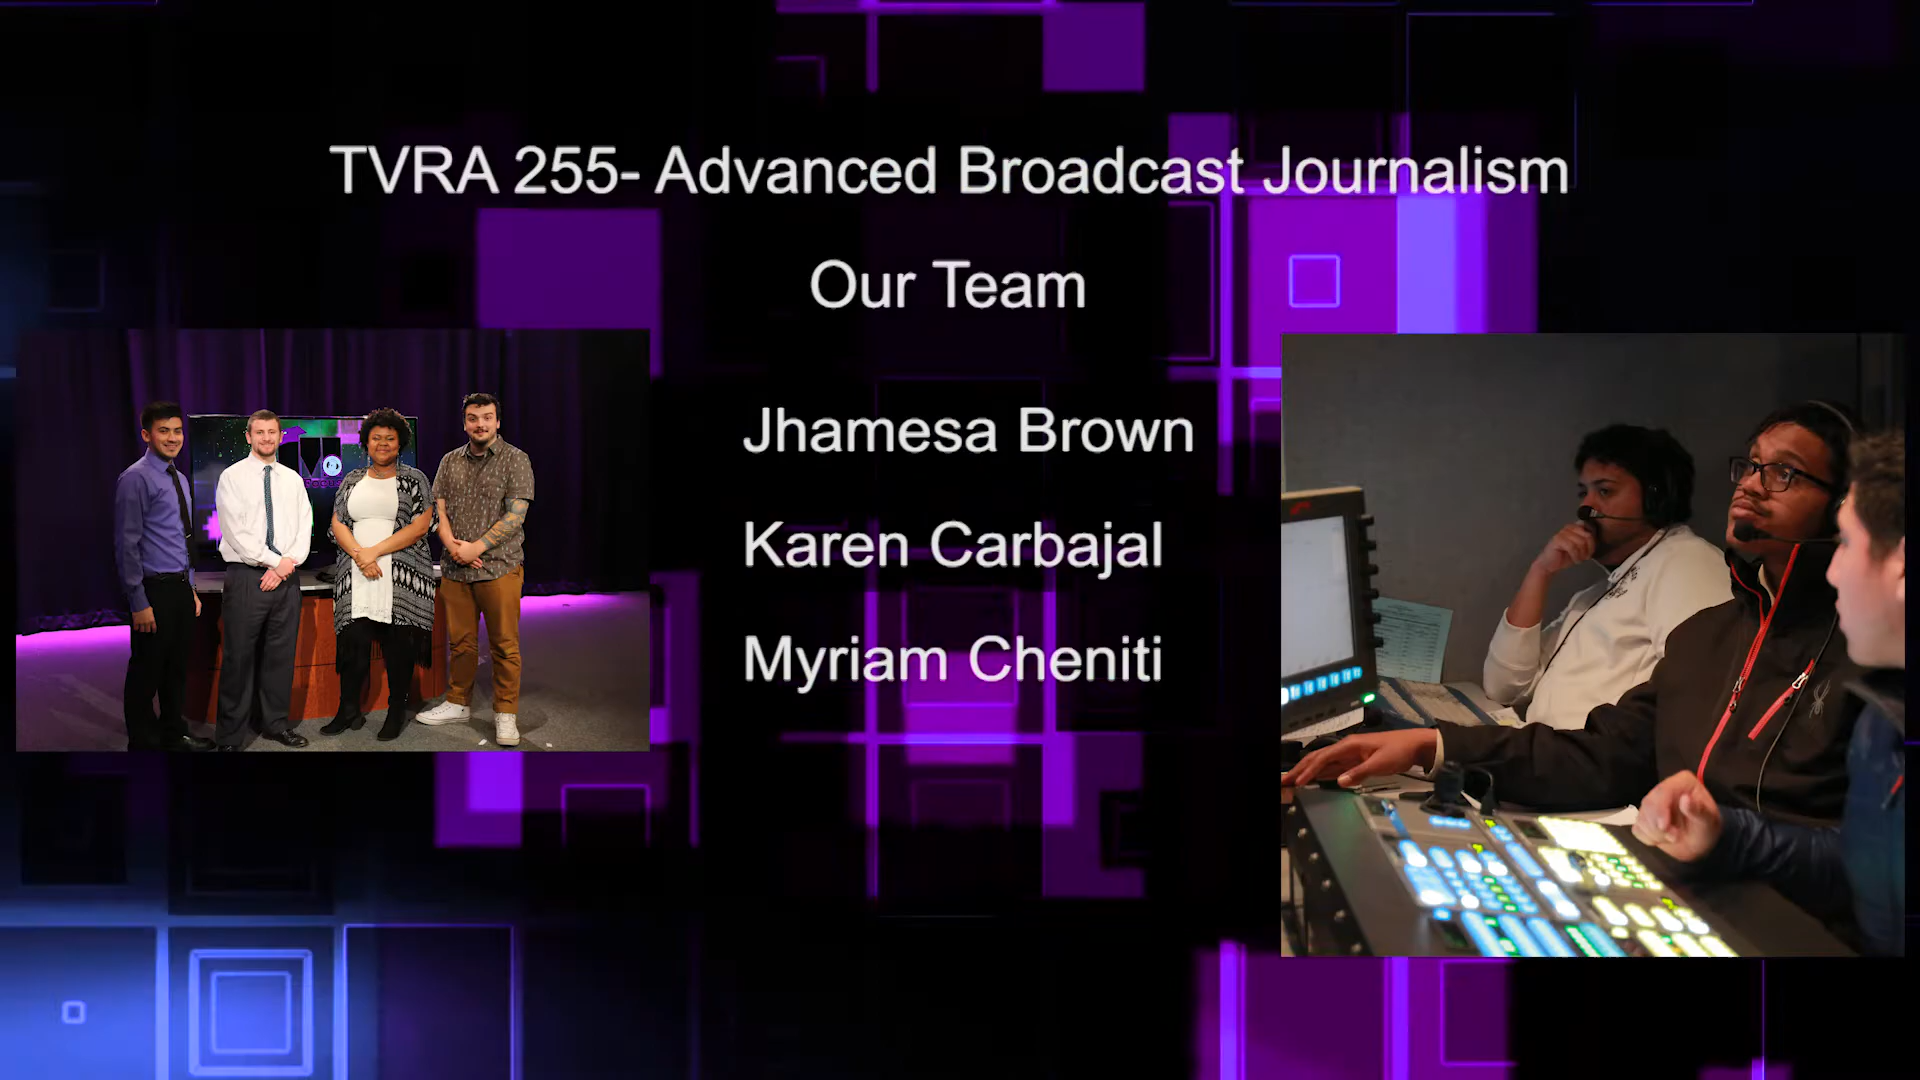 TVRA 255- Advanced Broadcast Journalism
Our Team
Jhamesa Brown
Karen Carbajal
Myriam Cheniti